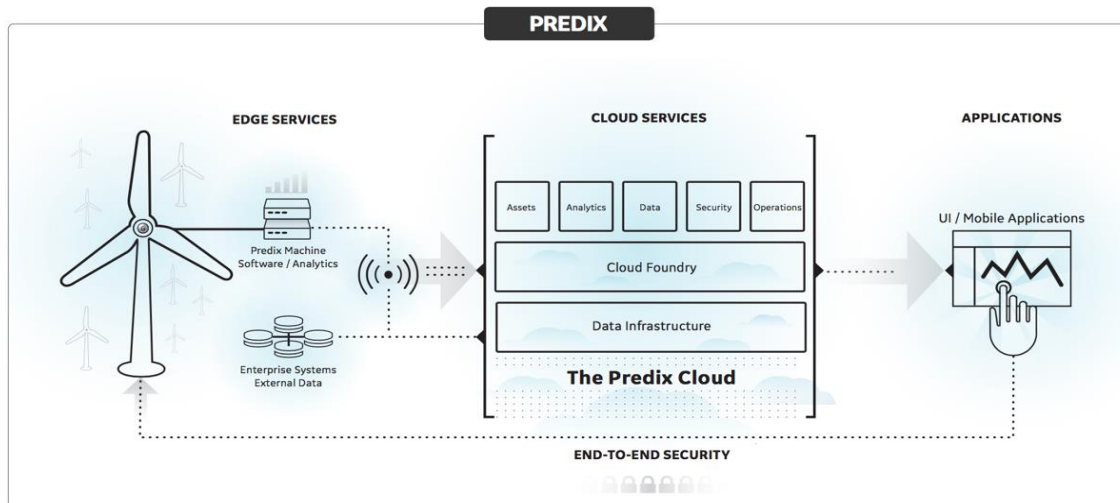 PREDIX
EDGE SERVICES
CLOUD SERVICES
APPLICATIONS
Assets
Analytics
Data
Security
Operations
UI / Mobile Applications
Predix Machine
Software / Analytics
Cloud Foundry
Data Infrastructure
Enterprise Systems
External Data
The Predix Cloud
END-TO-END SECURITY